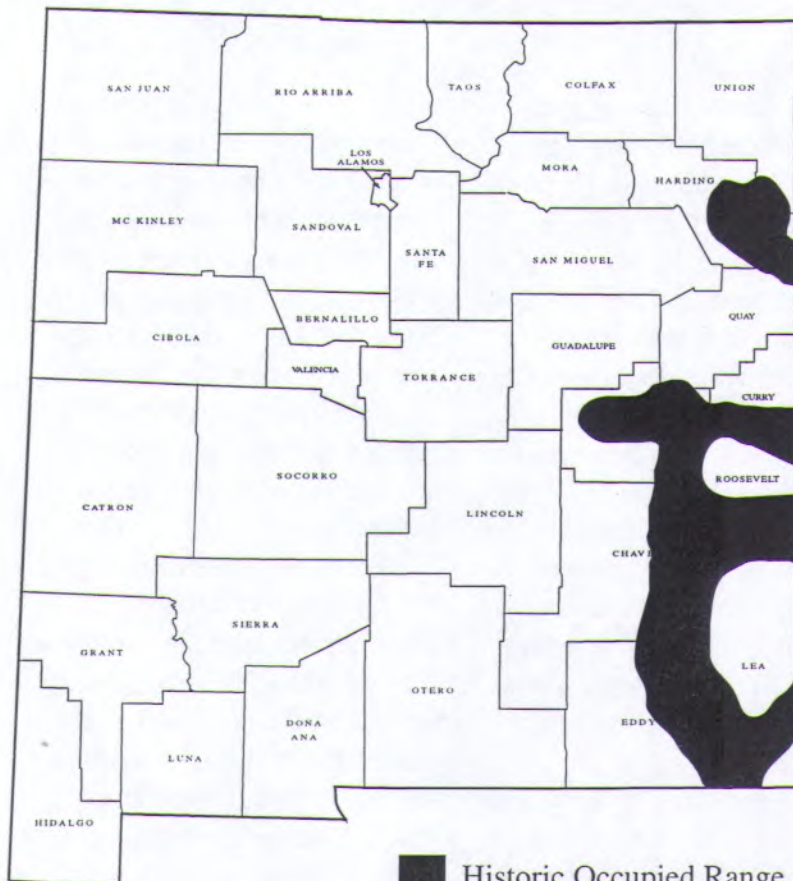 SAN JUAN
RIO ARRIBA
TAOS
COLFAX
UNION
LOS
ALAMOS
MORA
HARDING
MC KINLEY
SANDOVAL
SANTA
FE
SAN MIGUEL
BERNALILLO
QUAY
CIBOLA
GUADALUPE
VALENCIA
TORRANCE
CURRY
SOCORRO
ROOSEVELT
CATRON
LINCOLN
CHAV
SIERRA
GRANT
LEA
OTERO
EDDY
DONA
ANA
LUNA
HIDALGO
Historic Occupied Range